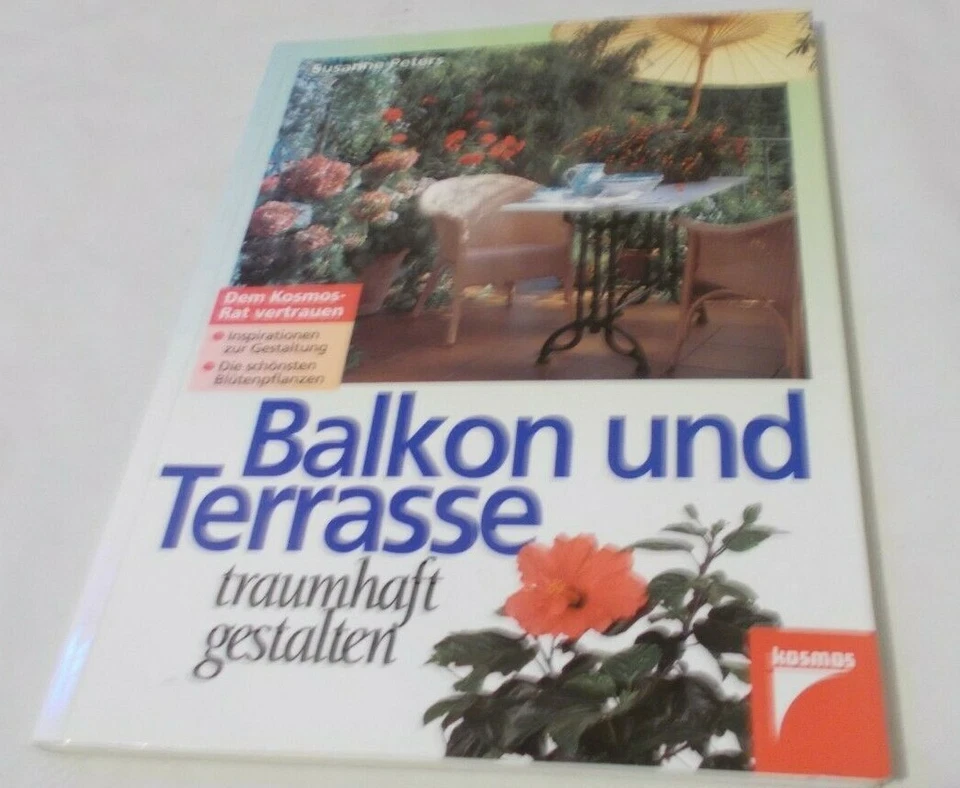 Susanne Peters
Dem Kosmos-
Rat vertrauen
• Inspirationen
zur Gestaltung
• Die schönsten
Blütenpflanzen
Balkon und
Terrasse
traumhaft
gestalten
kosmos